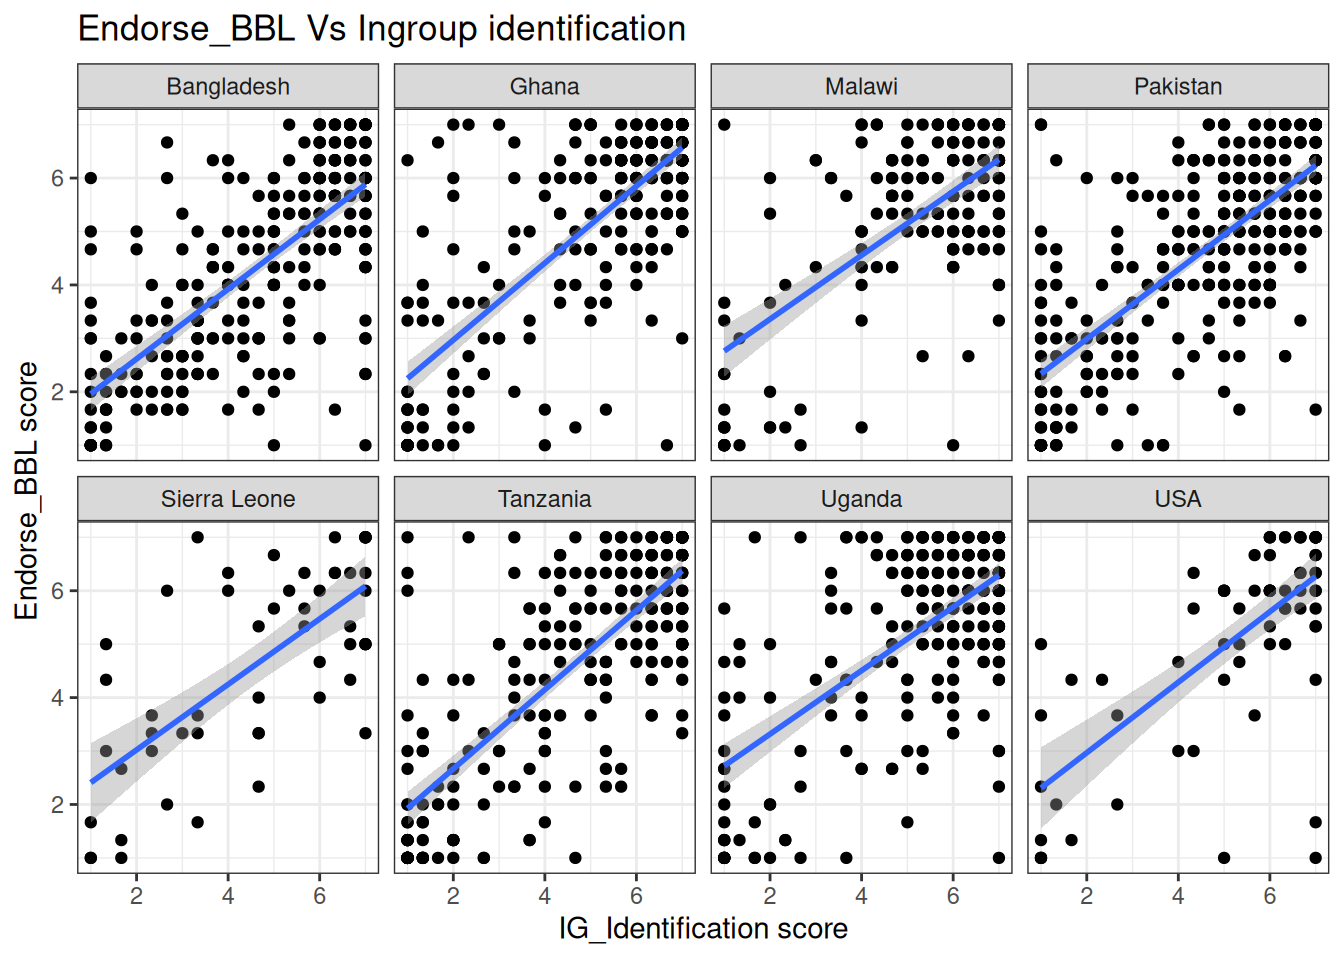 Endorse_BBL Vs Ingroup identification
Bangladesh
Ghana
Malawi
Pakistan
6
4
2
Endorse_BBL score
Sierra Leone
Tanzania
Uganda
USA
6
4
2
2 4 6
2 4 6
2 4 6
2 4 6
IG_Identification score